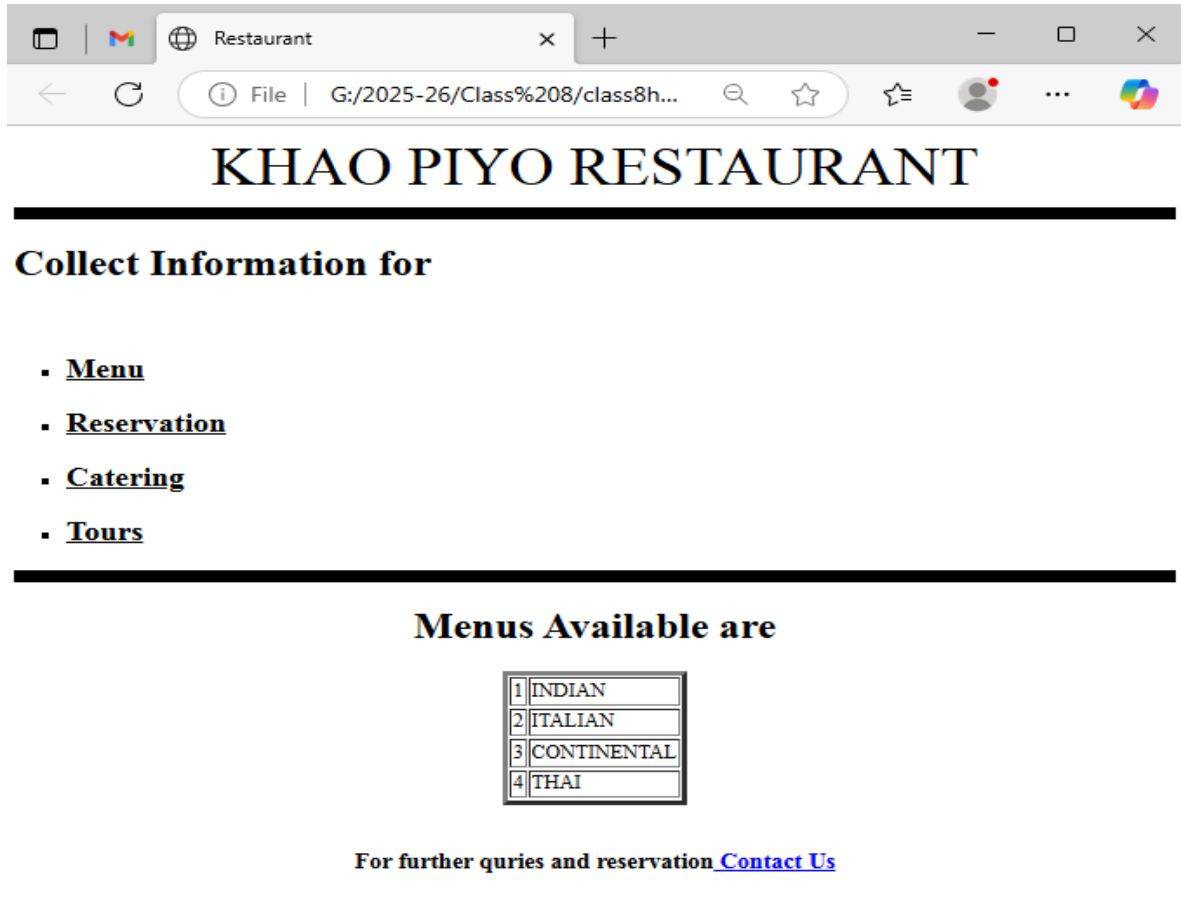 Restaurant
File | G:/2025-26/Class%208/class8h...
KHAO PIYO RESTAURANT
Collect Information for
Menu
Reservation
Catering
Tours
Menus Available are
1 INDIAN
2 ITALIAN
3 CONTINENTAL
4 THAI
For further quries and reservation Contact Us